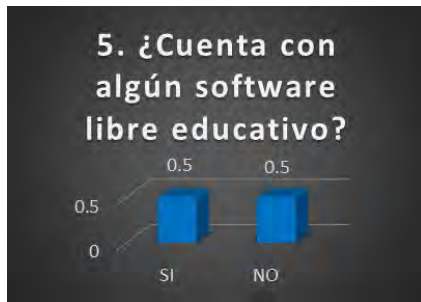 5. ¿Cuenta con
algún software
libre educativo?
0.5 0.5
0.5
0
SI NO